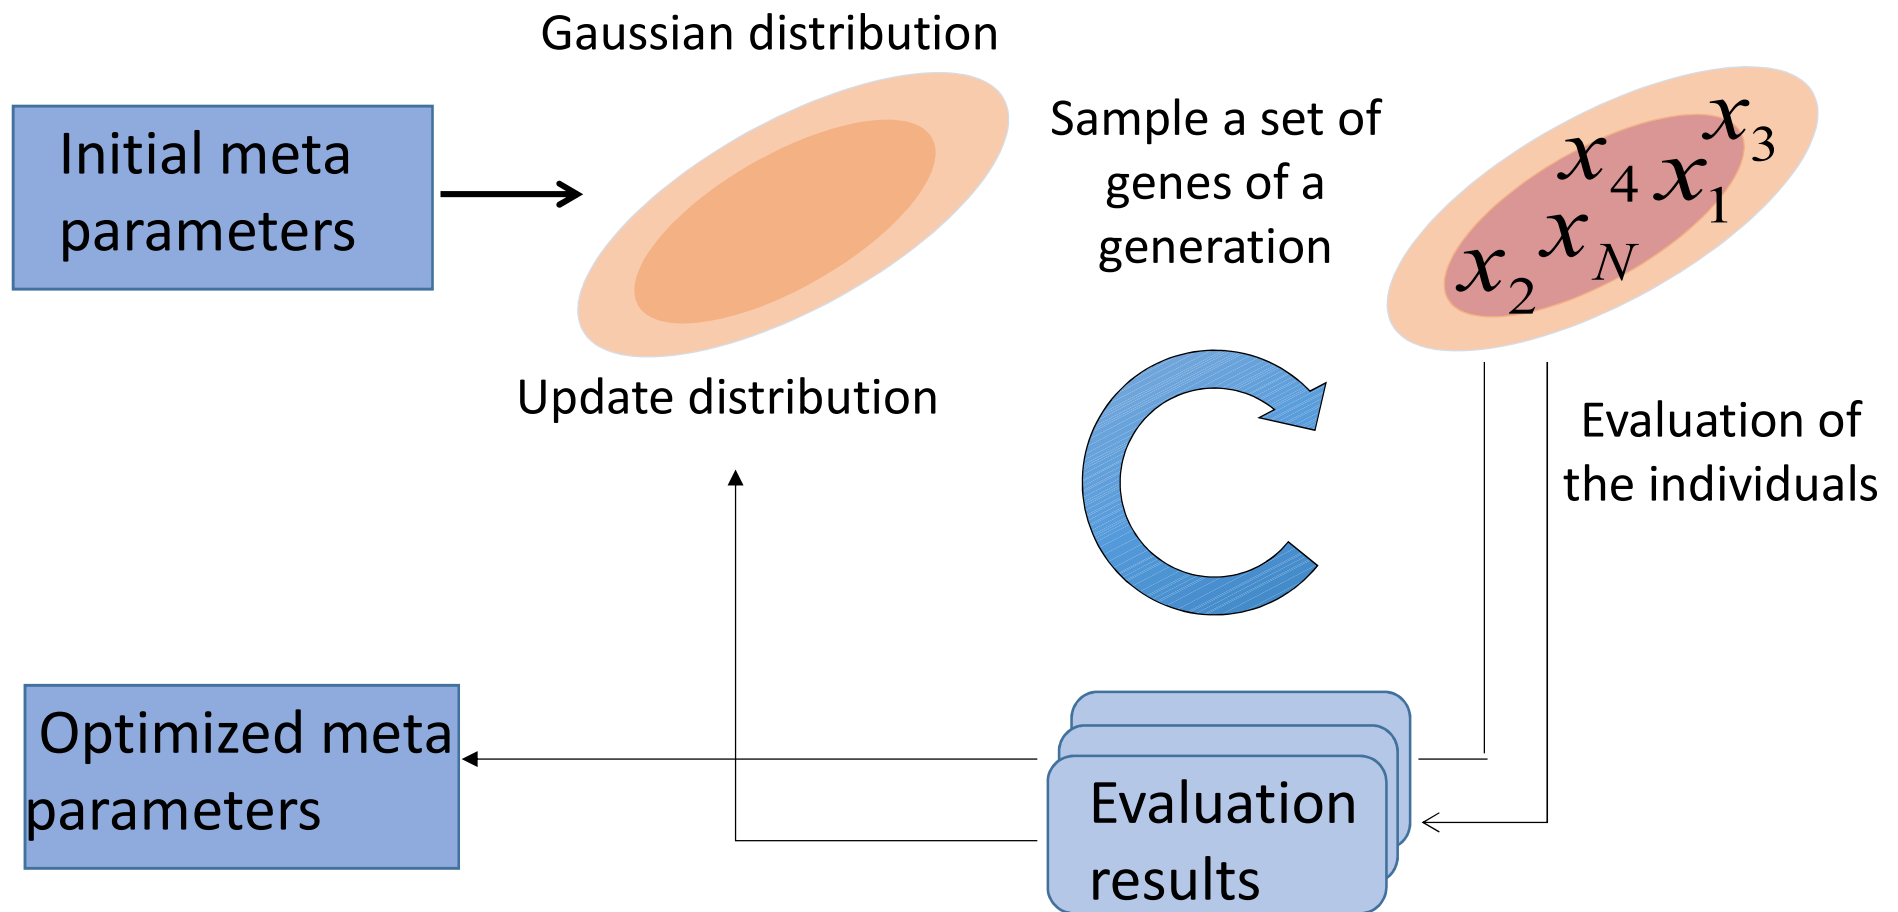 Gaussian distribution
Initial meta
parameters
Sample a set of
genes of a
generation
x₃
x₄
x₁
x_N
x₂
Update distribution
Evaluation of
the individuals
Optimized meta
parameters
Evaluation
results